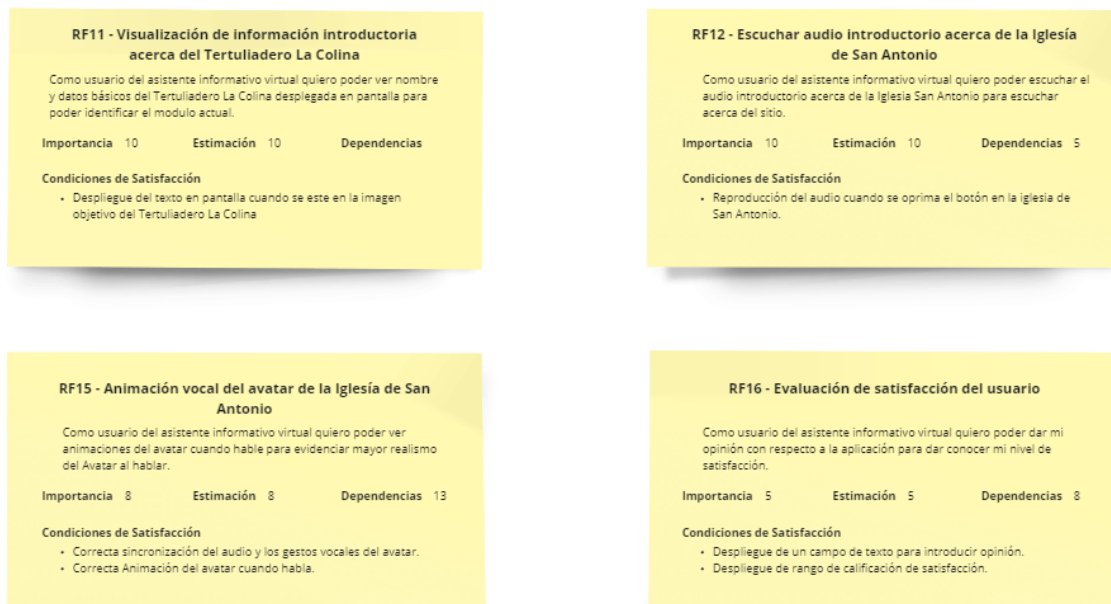 RF11 - Visualización de información introductoria
acerca del Tertuliadero La Colina
Como usuario del asistente informativo virtual quiero poder ver nombre
y datos básicos del Tertuliadero La Colina desplegada en pantalla para
poder identificar el modulo actual.
Importancia 10 Estimación 10 Dependencias
Condiciones de Satisfacción
• Despliegue del texto en pantalla cuando se este en la imagen
objetivo del Tertuliadero La Colina
RF12 - Escuchar audio introductorio acerca de la Iglesía
de San Antonio
Como usuario del asistente informativo virtual quiero poder escuchar el
audio introductorio acerca de la Iglesia San Antonio para escuchar
acerca del sitio.
Importancia 10 Estimación 10 Dependencias 5
Condiciones de Satisfacción
• Reproducción del audio cuando se oprima el botón en la iglesia de
San Antonio.
RF15 - Animación vocal del avatar de la Iglesía de San
Antonio
Como usuario del asistente informativo virtual quiero poder ver
animaciones del avatar cuando hable para evidenciar mayor realismo
del Avatar al hablar.
Importancia 8 Estimación 8 Dependencias 13
Condiciones de Satisfacción
• Correcta sincronización del audio y los gestos vocales del avatar.
• Correcta Animación del avatar cuando habla.
RF16 - Evaluación de satisfacción del usuario
Como usuario del asistente informativo virtual quiero poder dar mi
opinión con respecto a la aplicación para dar conocer mi nivel de
satisfacción.
Importancia 5 Estimación 5 Dependencias 8
Condiciones de Satisfacción
• Despliegue de un campo de texto para introducir opinión.
• Despliegue de rango de calificación de satisfacción.